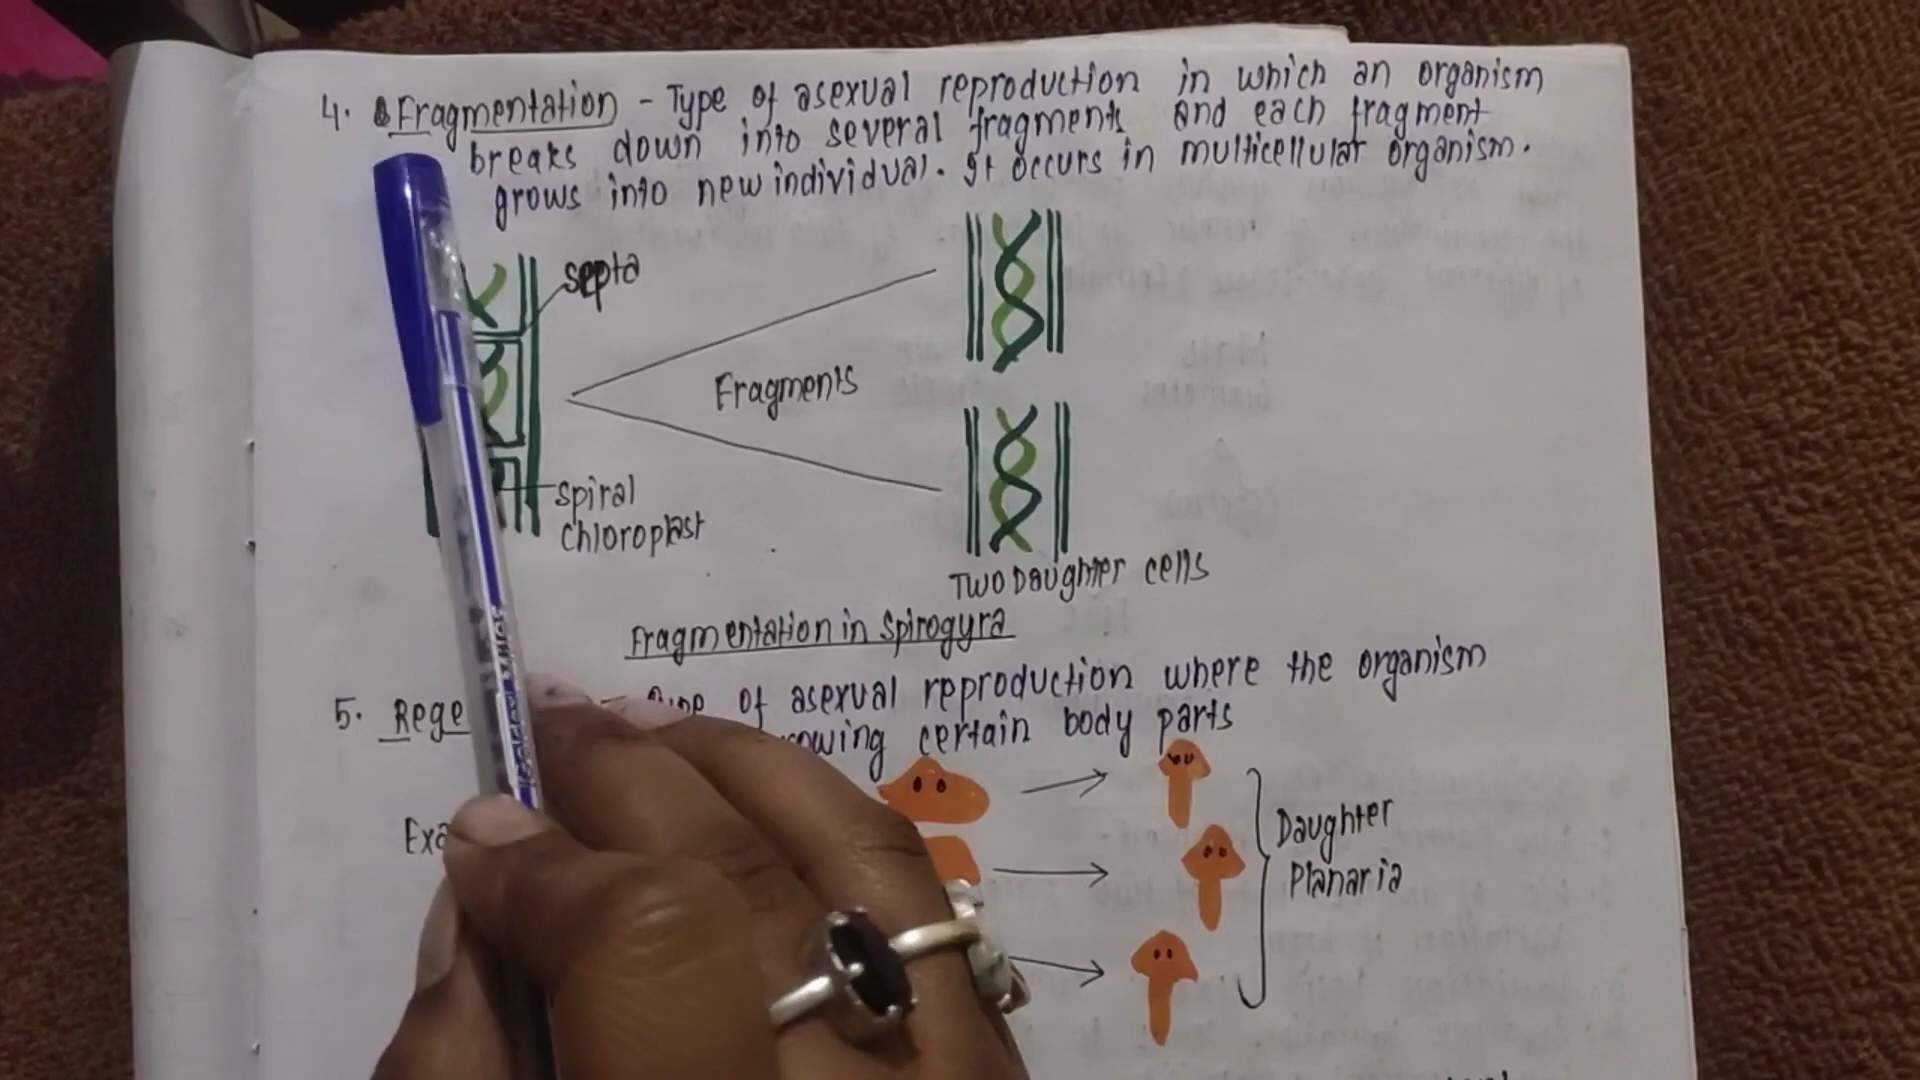 4. Fragmentation - Type of asexual reproduction in which an organism
breaks down into several fragments and each fragment
grows into new individual. It occurs in multicellular organism.
septa
Fragments
spiral
chloroplast
Two Daughter cells
Fragmentation in Spirogyra
5. Rege - of asexual reproduction where the organism
certain body parts
Exa
Daughter
Planaria